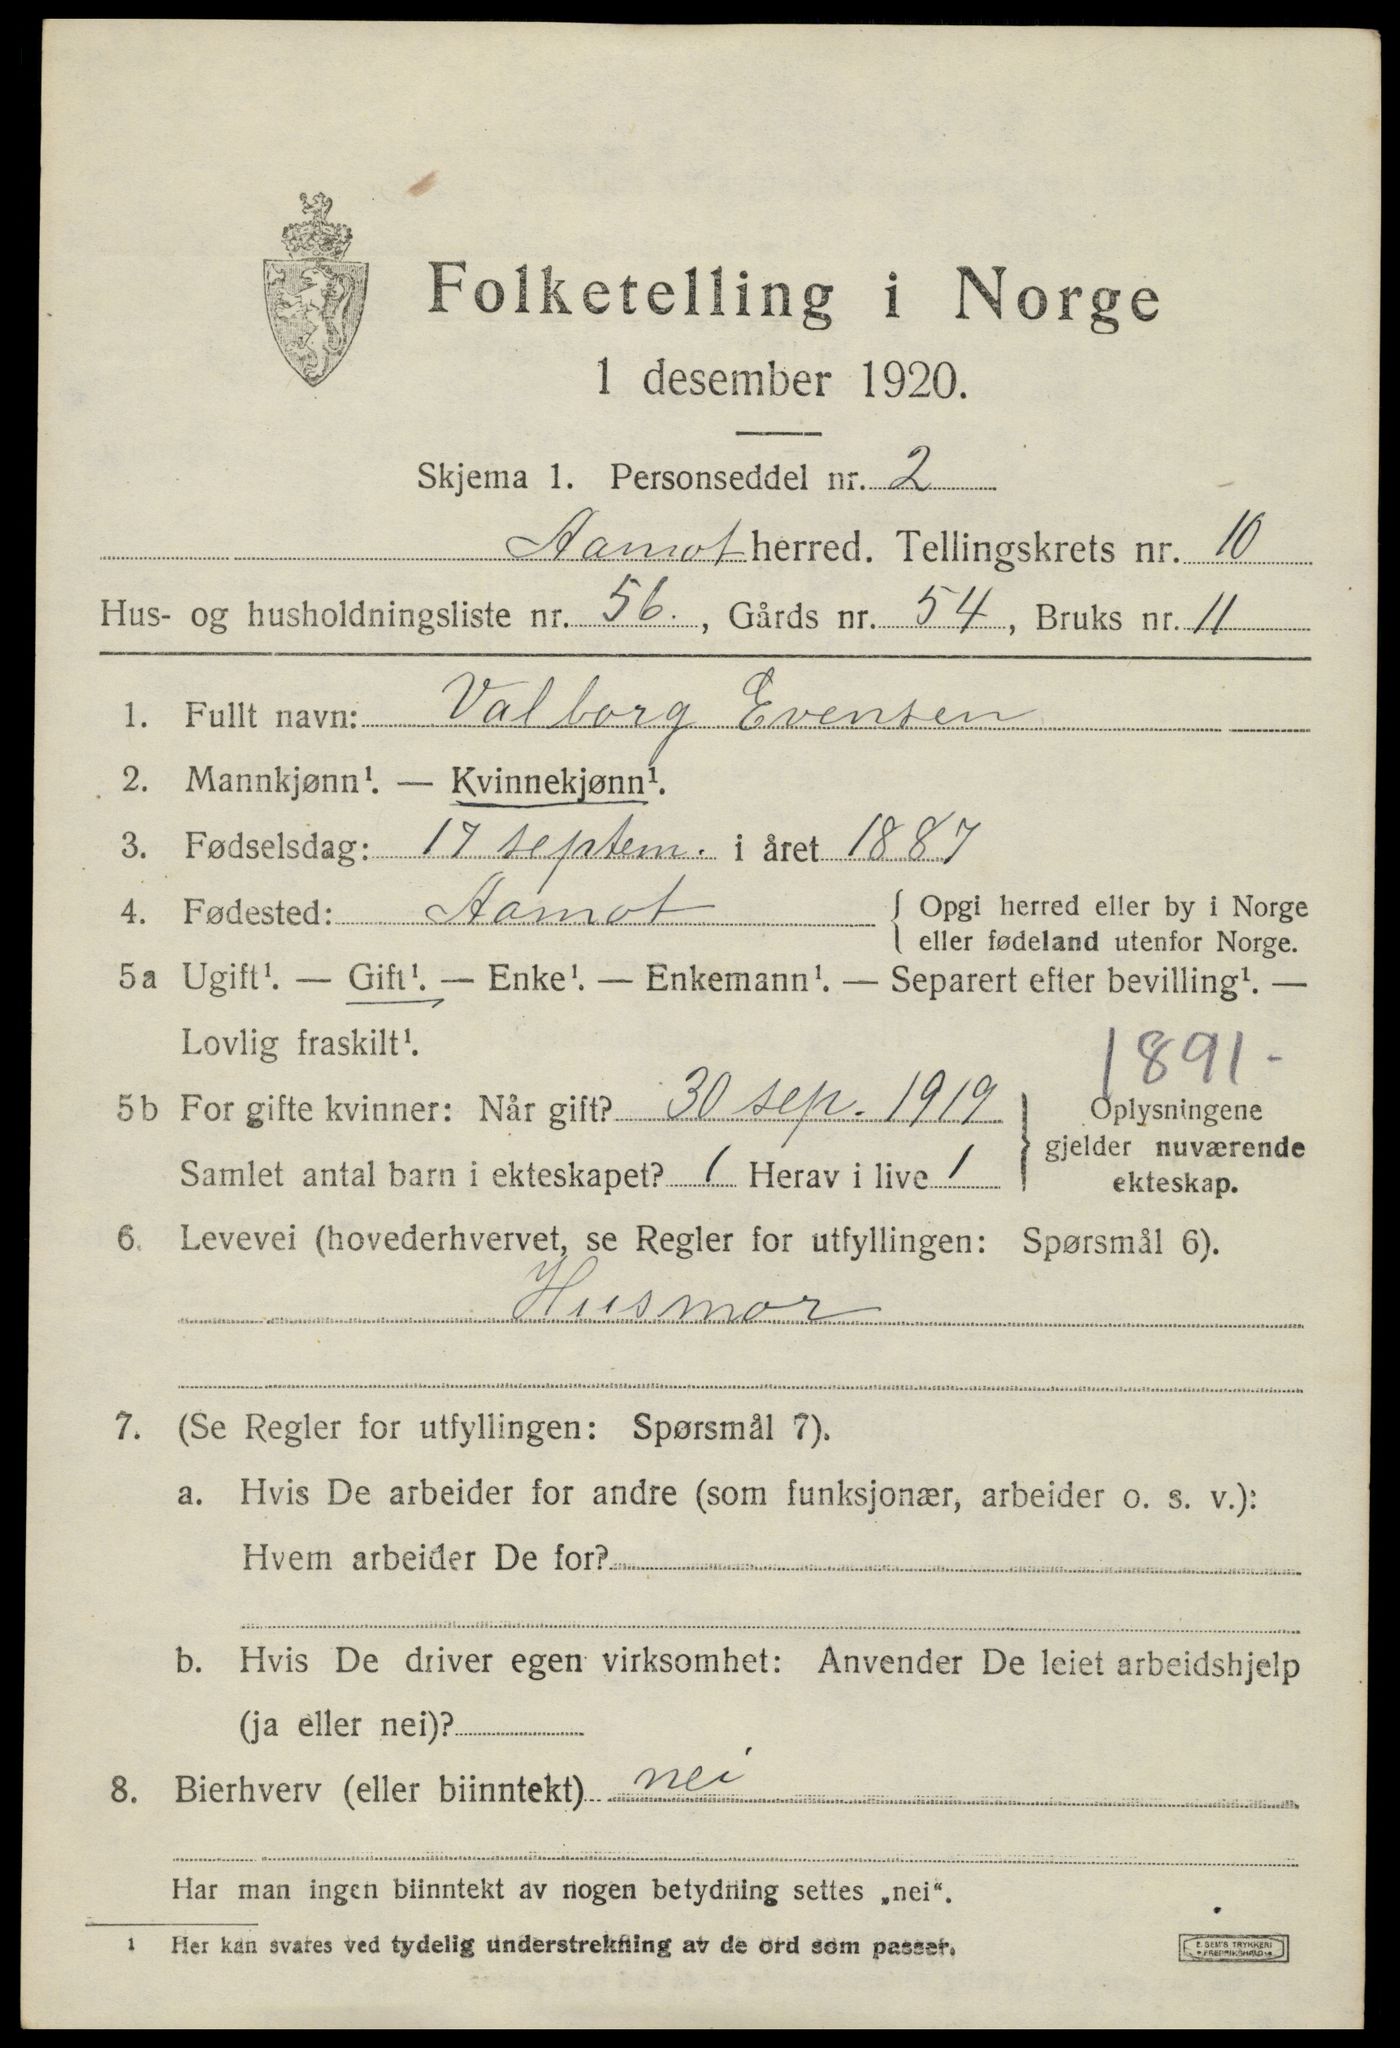 Folketelling i Norge
1 desember 1920.
Skjema 1. Personseddel nr. 2
Aamot herred. Tellingskrets nr. 10
Hus- og husholdningsliste nr. 56., Gårds nr. 54, Bruks nr. 11
1. Fullt navn: Valborg Evensen
2. Mannkjønn¹. — Kvinnekjønn¹.
3. Fødselsdag: 17 septem. i året 1887
4. Fødested: Aamot { Opgi herred eller by i Norge
eller fødeland utenfor Norge.
5a Ugift¹. — Gift¹. — Enke¹. — Enkemann¹. — Separert efter bevilling¹. —
Lovlig fraskilt¹.
1891-
5b For gifte kvinner: Når gift? 30 sep. 1919 } Oplysningene
gjelder nuværende
Samlet antal barn i ekteskapet? 1 Herav i live 1
ekteskap.
6. Levevei (hovederhvervet, se Regler for utfyllingen: Spørsmål 6).
Husmor
7. (Se Regler for utfyllingen: Spørsmål 7).
a. Hvis De arbeider for andre (som funksjonær, arbeider o. s. v.):
Hvem arbeider De for?
b. Hvis De driver egen virksomhet: Anvender De leiet arbeidshjelp
(ja eller nei)?
8. Bierhverv (eller biinntekt) nei
Har man ingen biinntekt av nogen betydning settes „nei“.
1 Her kan svares ved tydelig understrekning av de ord som passer.
E. SEM'S TRYKKERI
FREDRIKSHALD